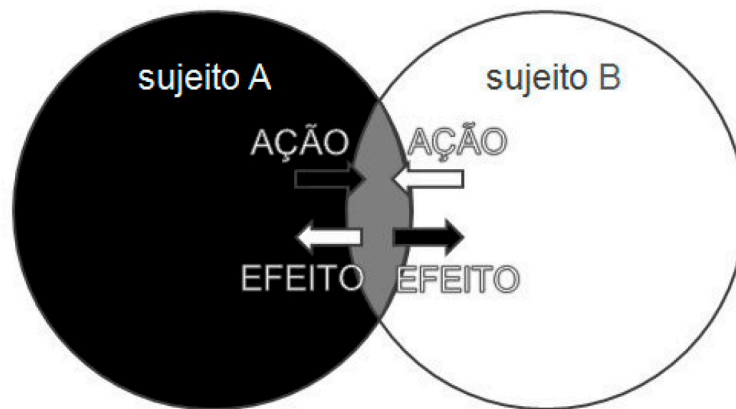 sujeito A
sujeito B
AÇÃO
AÇÃO
EFEITO
EFEITO